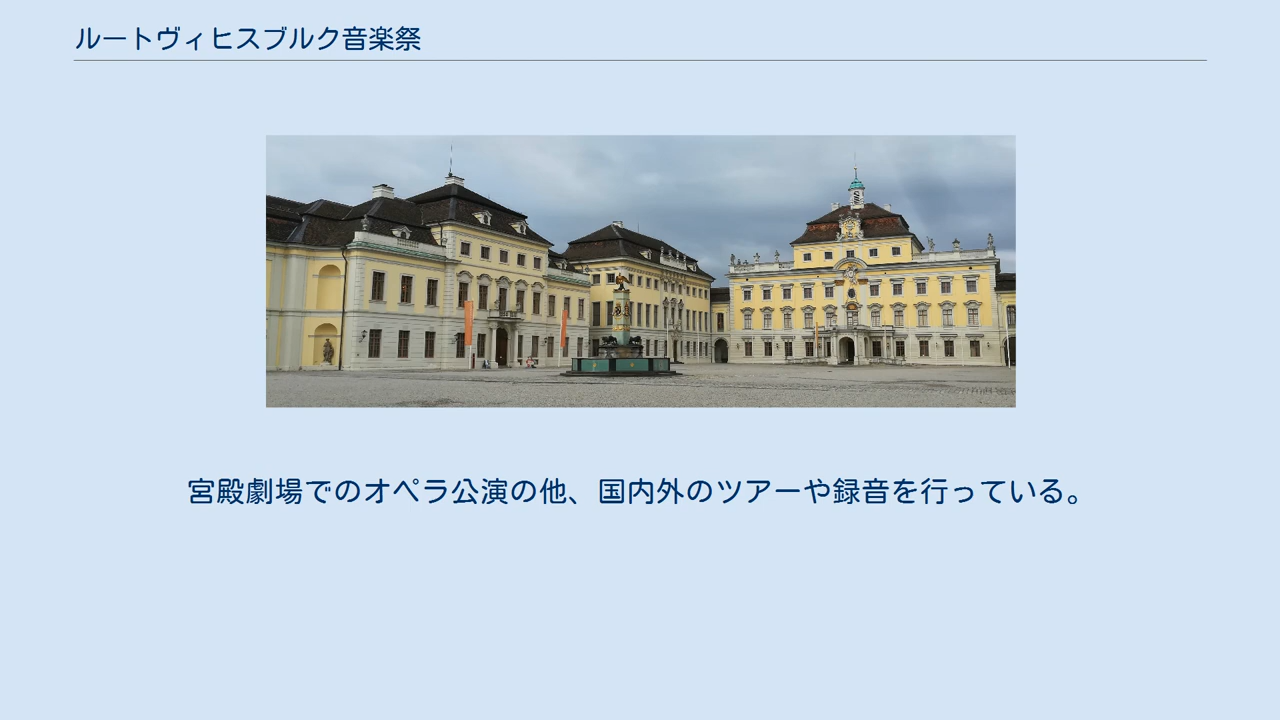 ルートヴィヒスブルク音楽祭
宮殿劇場でのオペラ公演の他、国内外のツアーや録音を行っている。